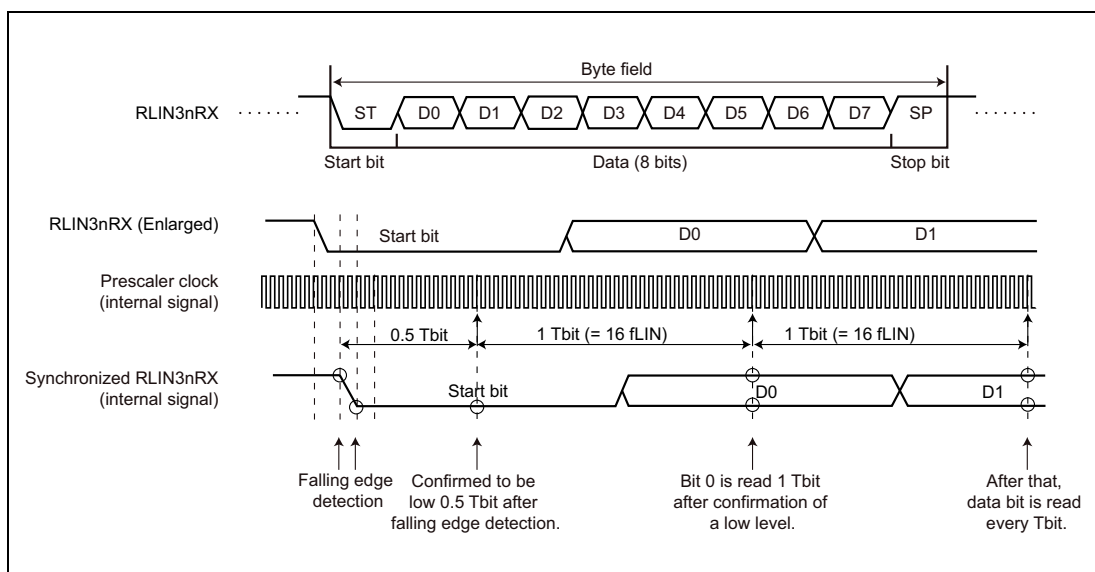 Byte field
RLIN3nRX
ST D0 D1 D2 D3 D4 D5 D6 D7 SP
Start bit Data (8 bits) Stop bit
RLIN3nRX (Enlarged)
Start bit D0 D1
Prescaler clock
(internal signal)
0.5 Tbit 1 Tbit (= 16 fLIN) 1 Tbit (= 16 fLIN)
Synchronized RLIN3nRX
(internal signal)
Start bit D0 D1
Falling edge
detection
Confirmed to be
low 0.5 Tbit after
falling edge detection.
Bit 0 is read 1 Tbit
after confirmation of
a low level.
After that,
data bit is read
every Tbit.